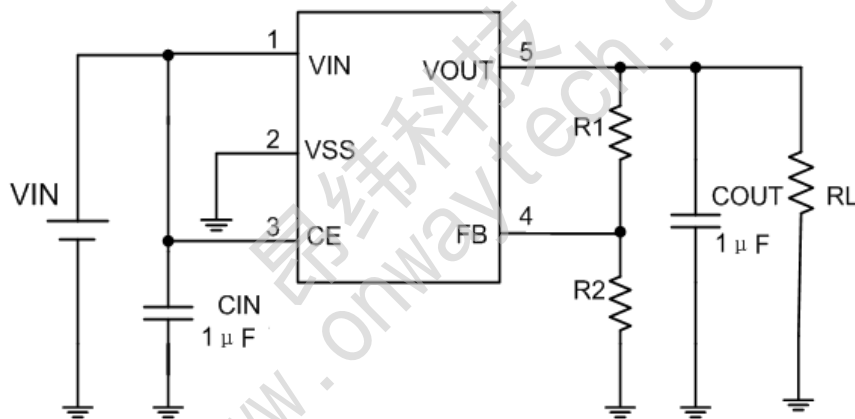 1
VIN
VOUT
5
R1
2
VSS
VIN
3
CE
FB
4
COUT
RL
1μF
CIN
1μF
R2
昂纬科技
www.onwaytech.c